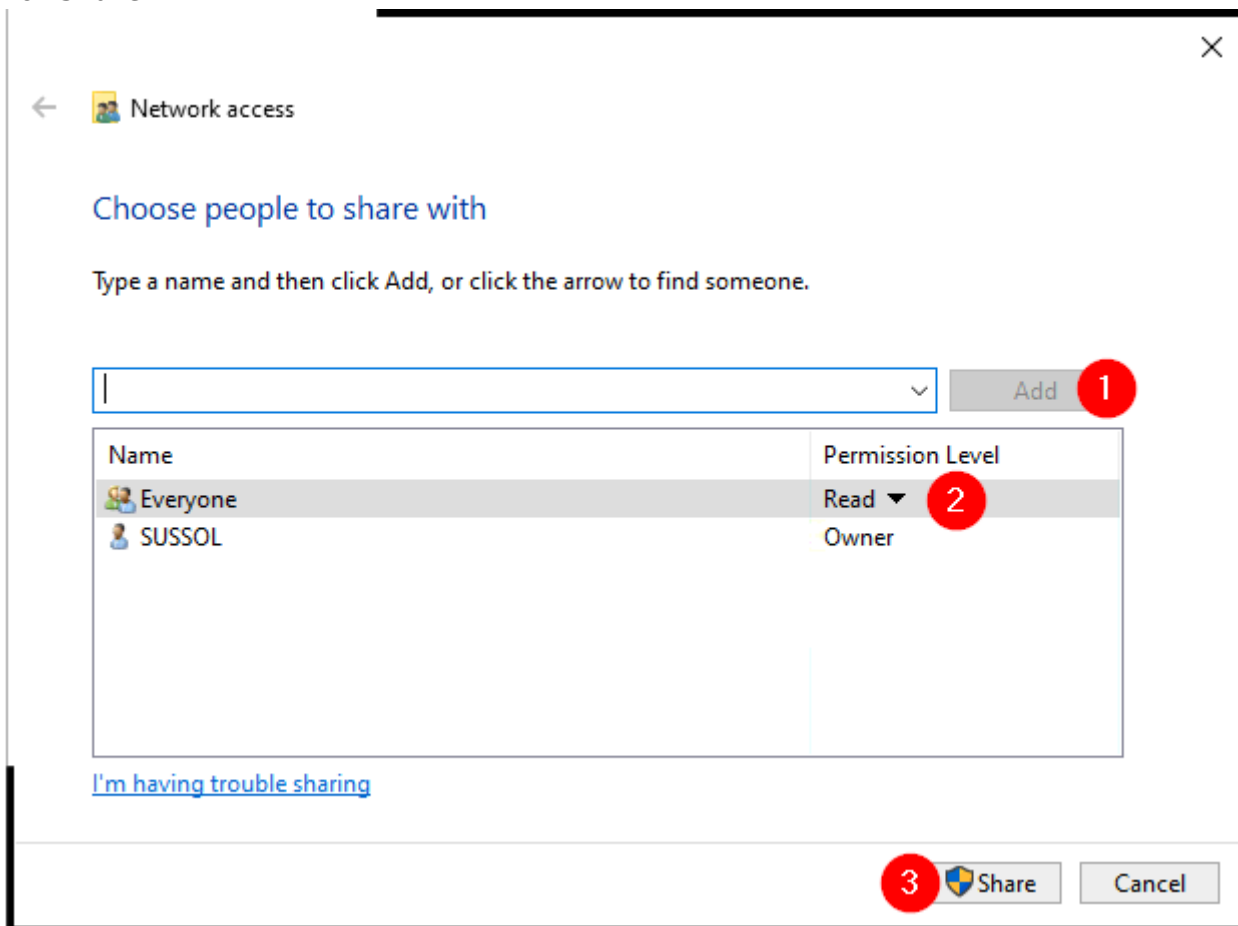 Network access
Choose people to share with
Type a name and then click Add, or click the arrow to find someone.
Add 1
Name Permission Level
Everyone Read 2
SUSSOL Owner
I'm having trouble sharing
3 Share Cancel